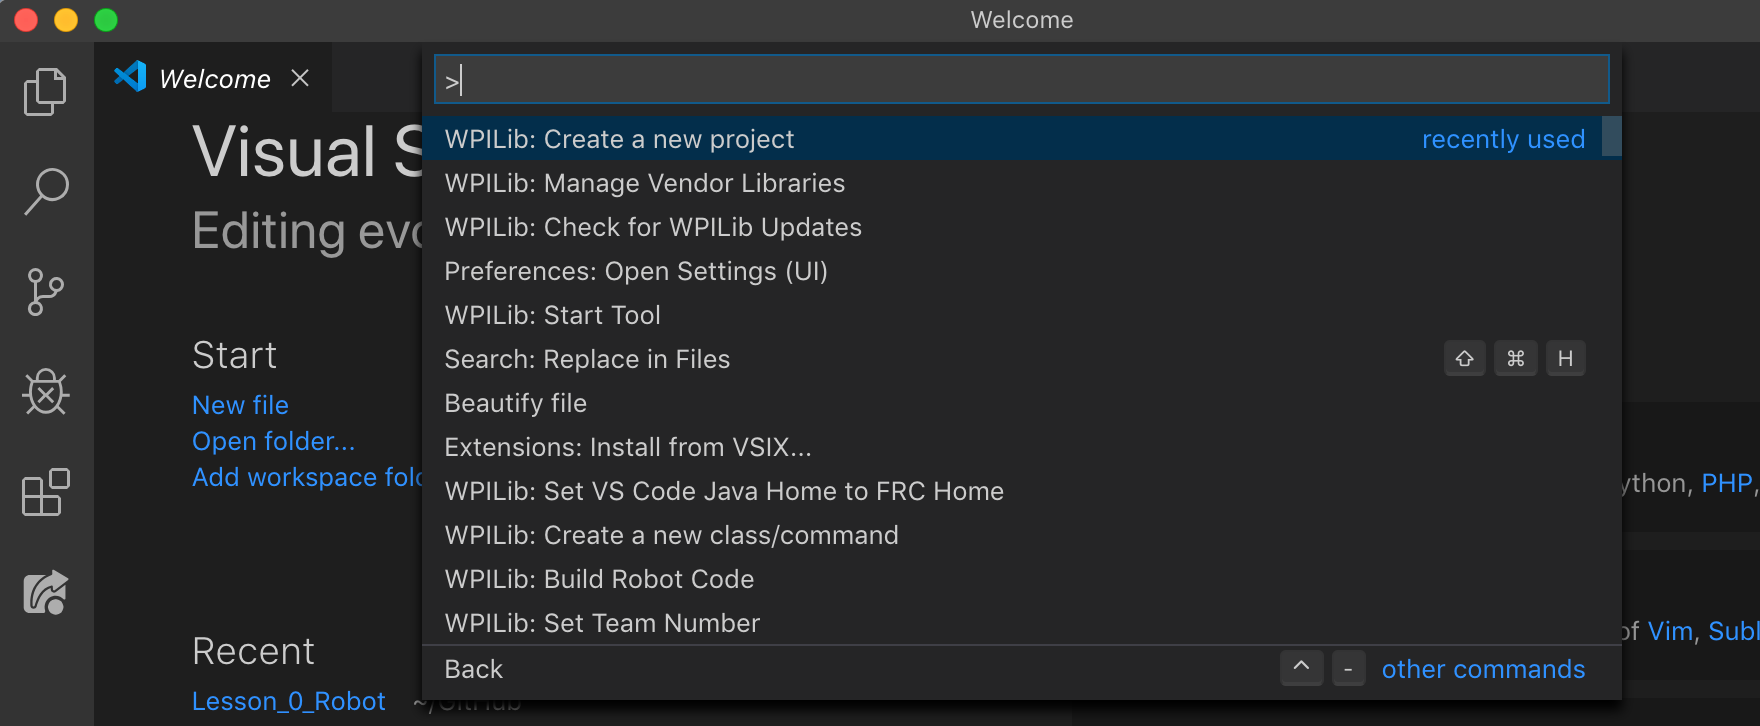 Welcome
Welcome
>
WPILib: Create a new project recently used
WPILib: Manage Vendor Libraries
WPILib: Check for WPILib Updates
Preferences: Open Settings (UI)
WPILib: Start Tool
Search: Replace in Files ⇧ ⌘ H
Beautify file
Extensions: Install from VSIX...
WPILib: Set VS Code Java Home to FRC Home
WPILib: Create a new class/command
WPILib: Build Robot Code
WPILib: Set Team Number
Back ^ - other commands
Visual S
Editing evo
Start
New file
Open folder...
Add workspace folo
Recent
Lesson_0_Robot ~/GitHub
ython, PHP,
of Vim, Subl